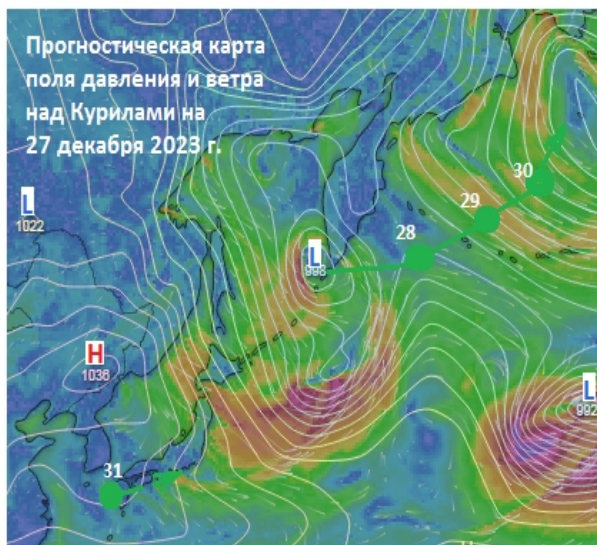 Прогностическая карта
поля давления и ветра
над Курилами на
27 декабря 2023 г.
30
L
1022
29
28
L
998
H
1036
L
992
31